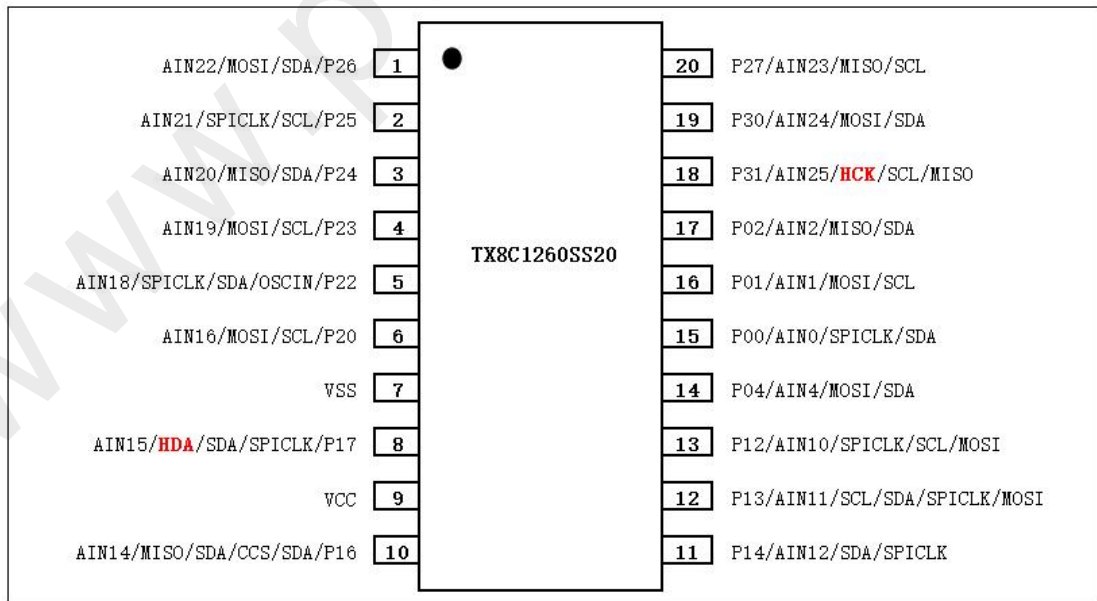 AIN22/MOSI/SDA/P26 1 20 P27/AIN23/MISO/SCL
AIN21/SPICLK/SCL/P25 2 19 P30/AIN24/MOSI/SDA
AIN20/MISO/SDA/P24 3 18 P31/AIN25/HCK/SCL/MISO
AIN19/MOSI/SCL/P23 4 17 P02/AIN2/MISO/SDA
TX8C1260SS20
AIN18/SPICLK/SDA/OSCIN/P22 5 16 P01/AIN1/MOSI/SCL
AIN16/MOSI/SCL/P20 6 15 P00/AIN0/SPICLK/SDA
VSS 7 14 P04/AIN4/MOSI/SDA
AIN15/HDA/SDA/SPICLK/P17 8 13 P12/AIN10/SPICLK/SCL/MOSI
VCC 9 12 P13/AIN11/SCL/SDA/SPICLK/MOSI
AIN14/MISO/SDA/CCS/SDA/P16 10 11 P14/AIN12/SDA/SPICLK
www.p